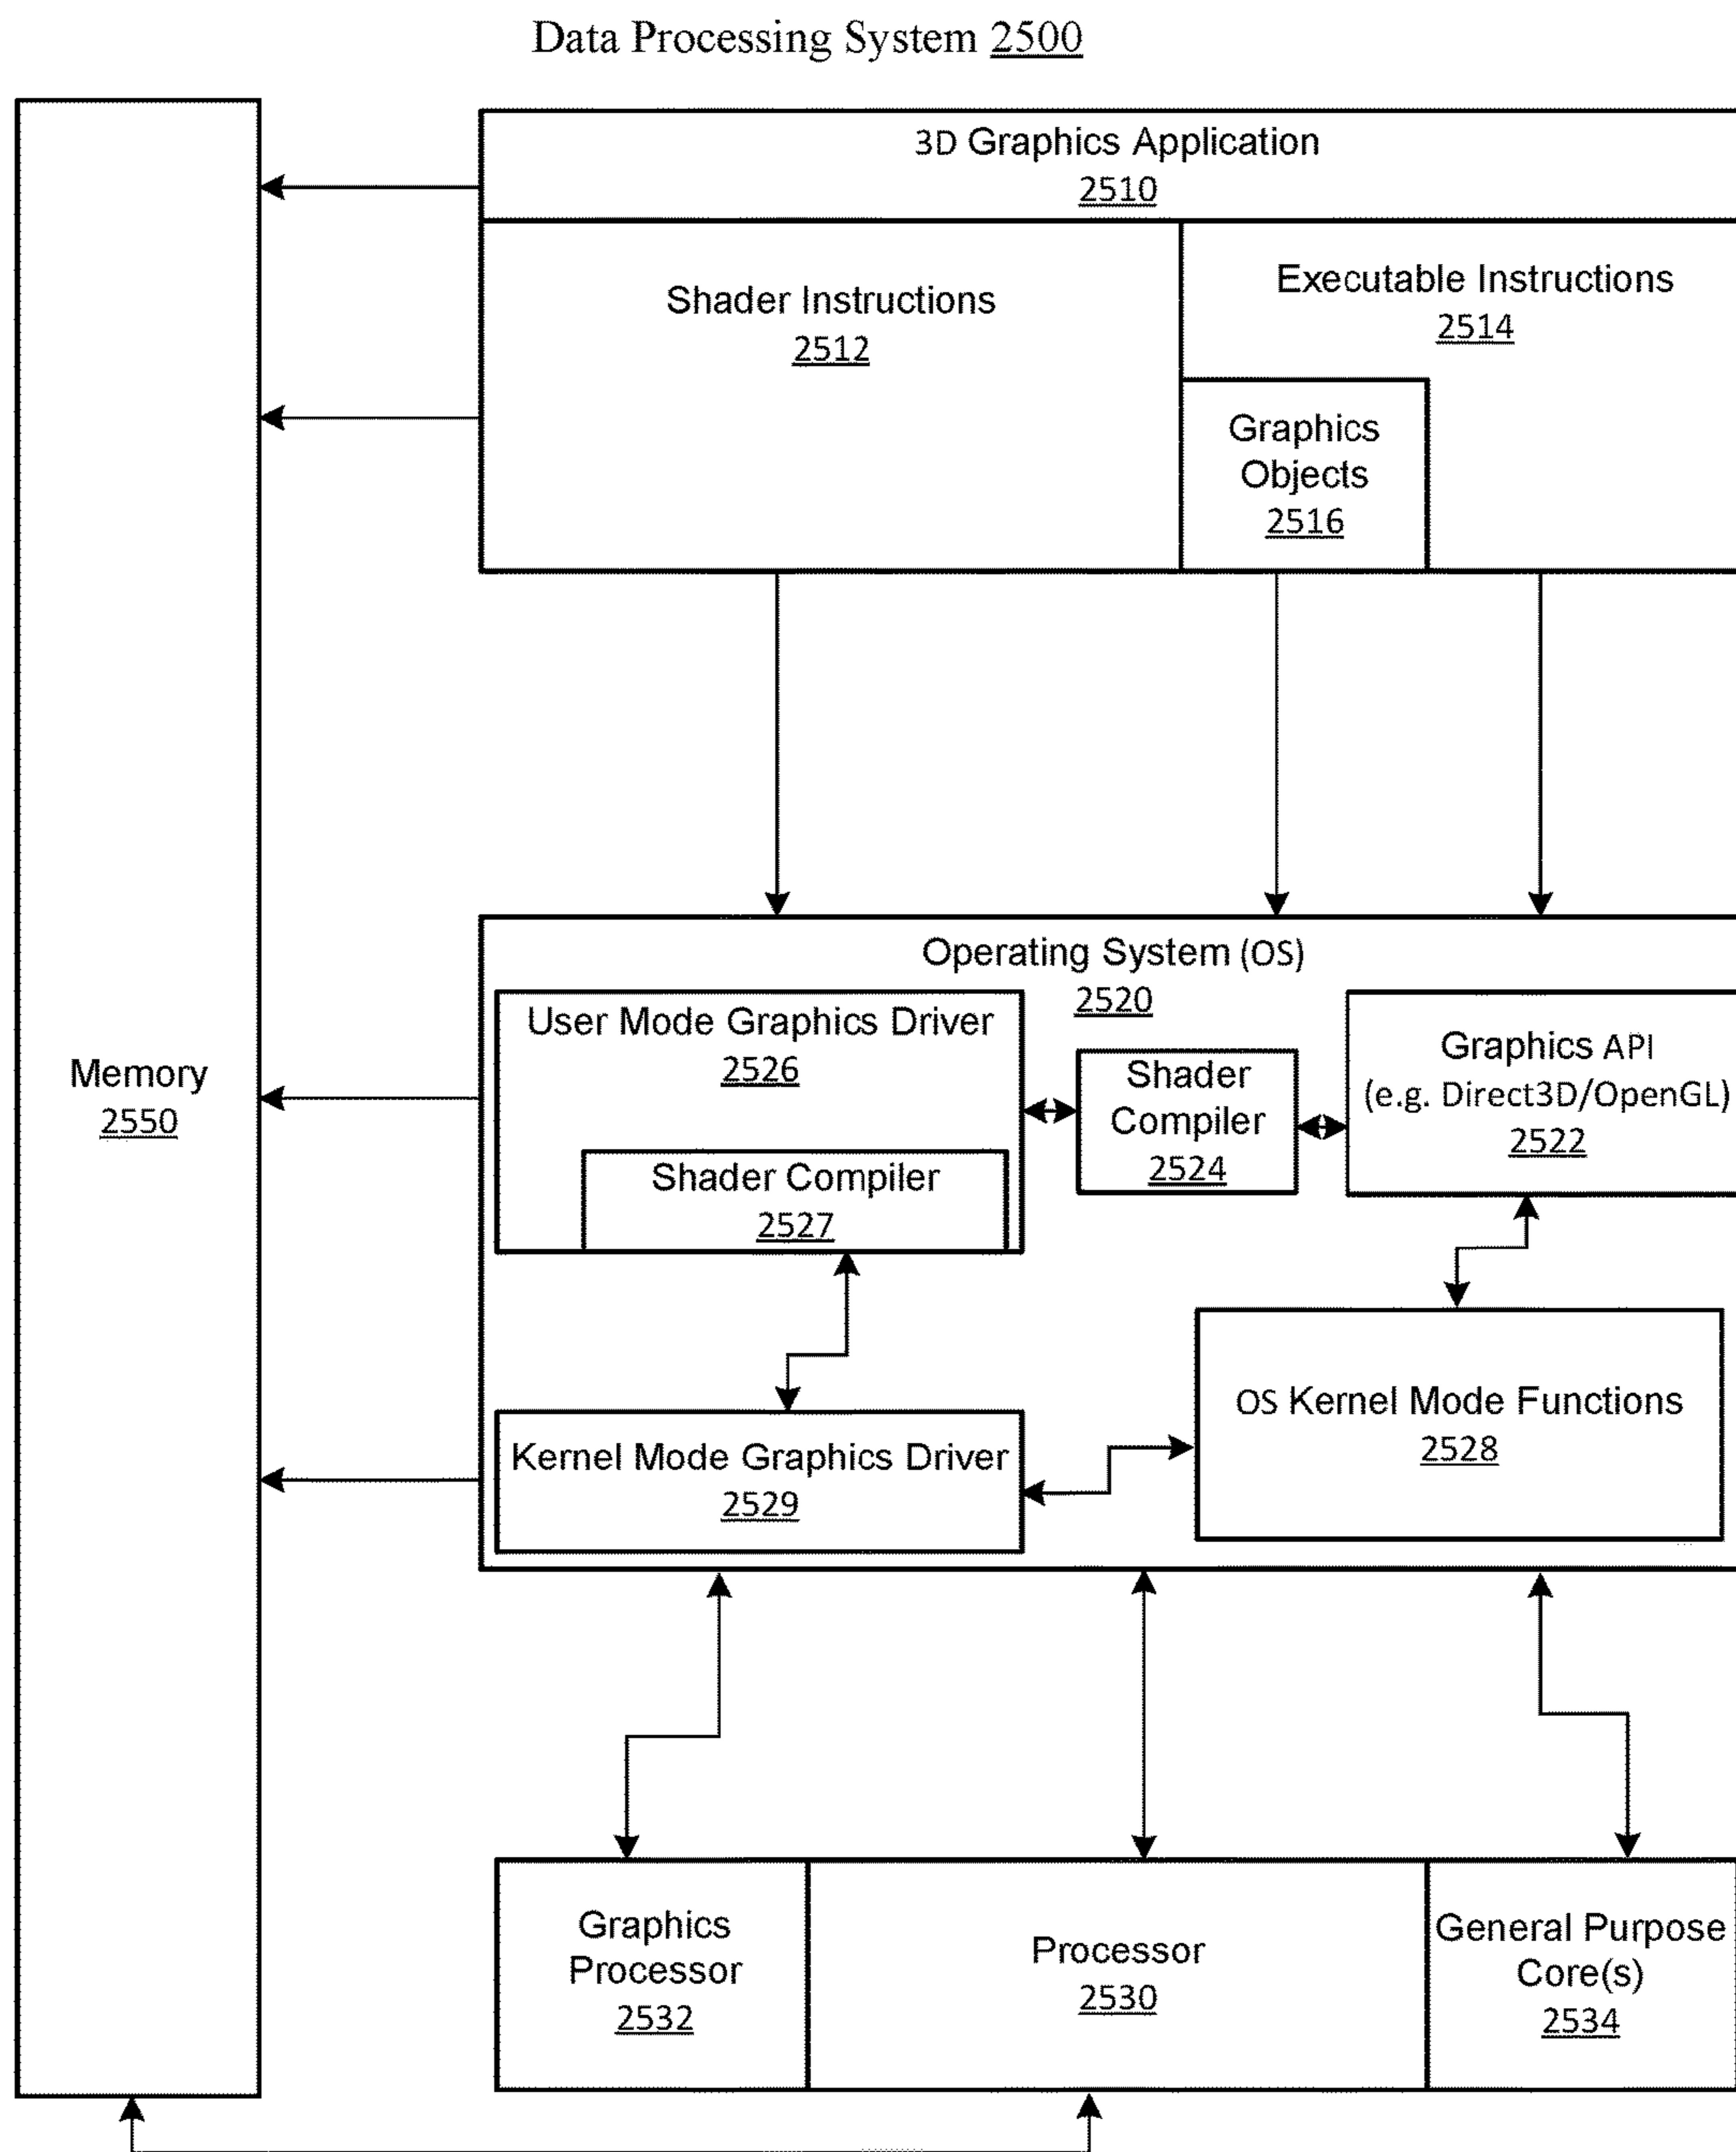 Data Processing System 2500
3D Graphics Application
2510
Shader Instructions
2512
Executable Instructions
2514
Graphics
Objects
2516
Operating System (OS)
2520
User Mode Graphics Driver
2526
Shader Compiler
2527
Shader
Compiler
2524
Graphics API
(e.g. Direct3D/OpenGL)
2522
Memory
2550
OS Kernel Mode Functions
2528
Kernel Mode Graphics Driver
2529
Graphics
Processor
2532
Processor
2530
General Purpose
Core(s)
2534